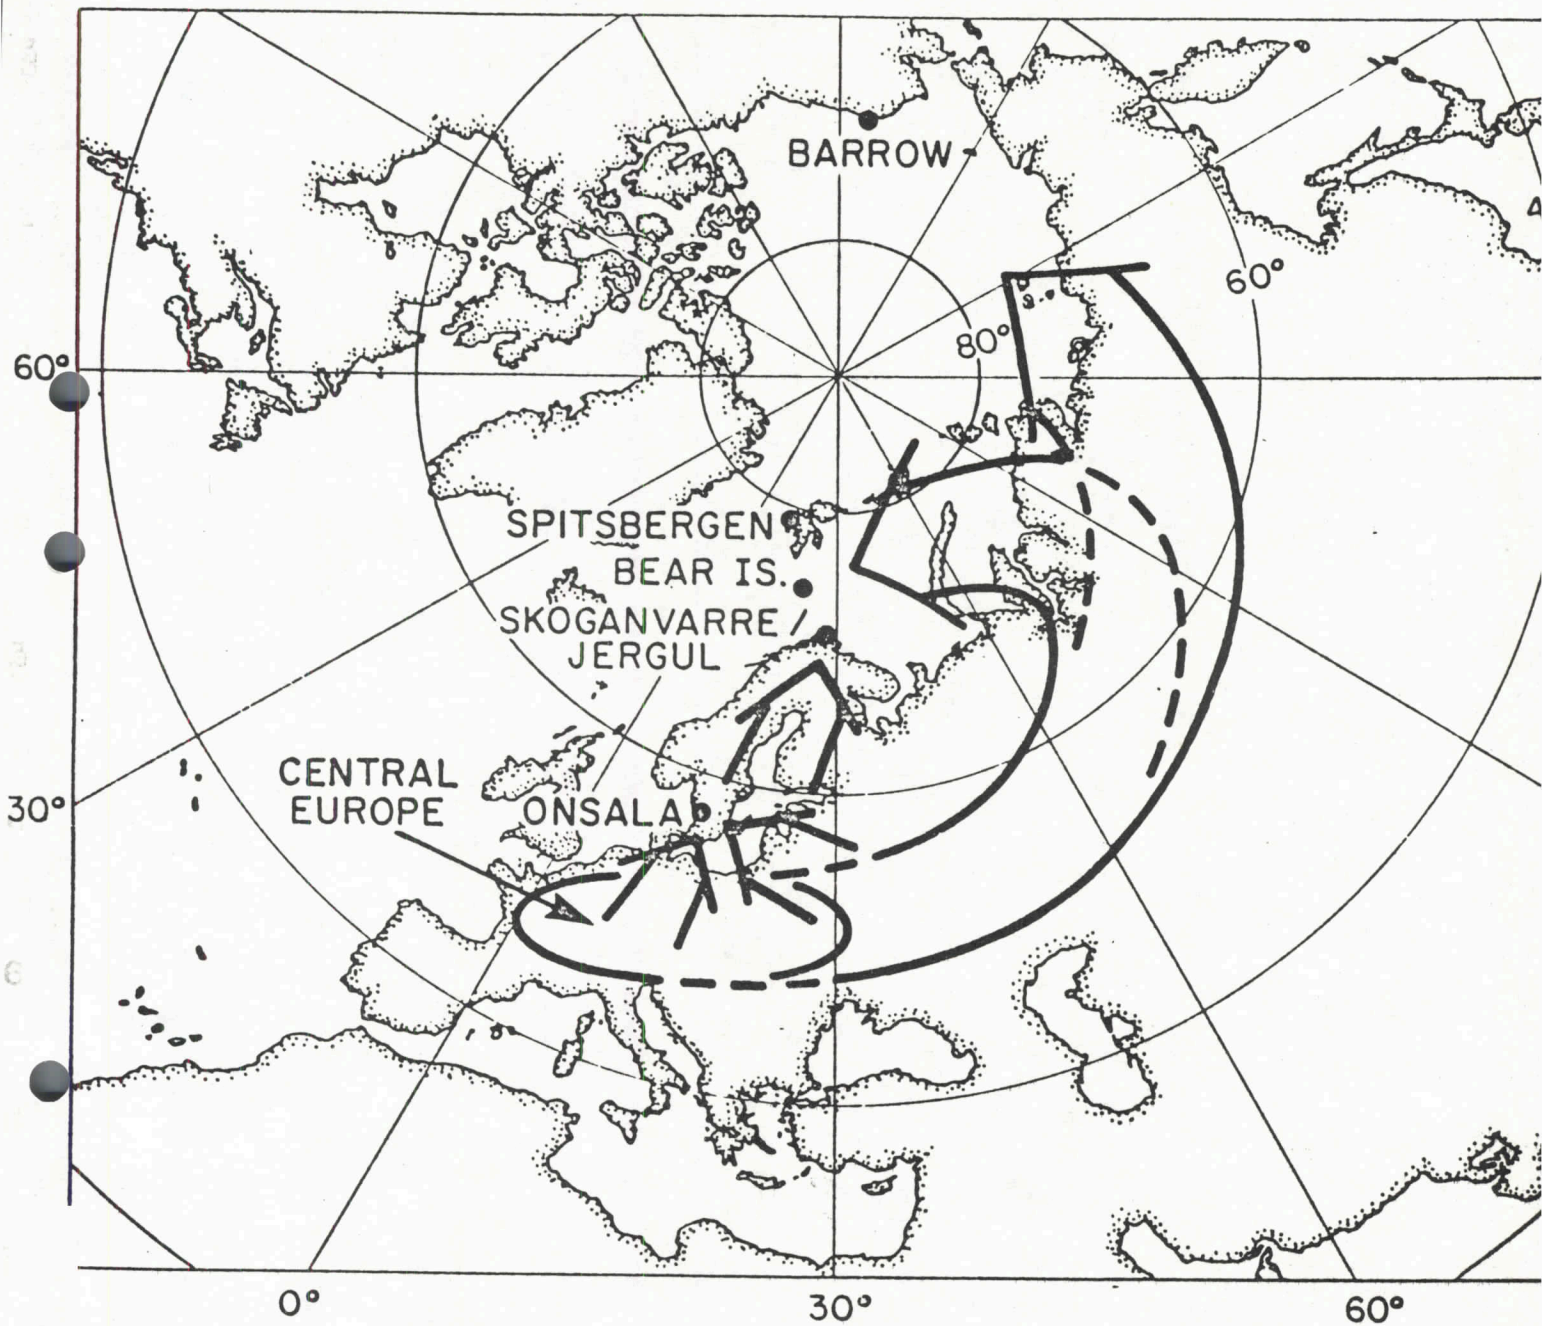 BARROW
60°
80°
60°
SPITSBERGEN
BEAR IS.
SKOGANVARRE/
JERGUL
CENTRAL
EUROPE
ONSALA
30°
0°
30°
60°